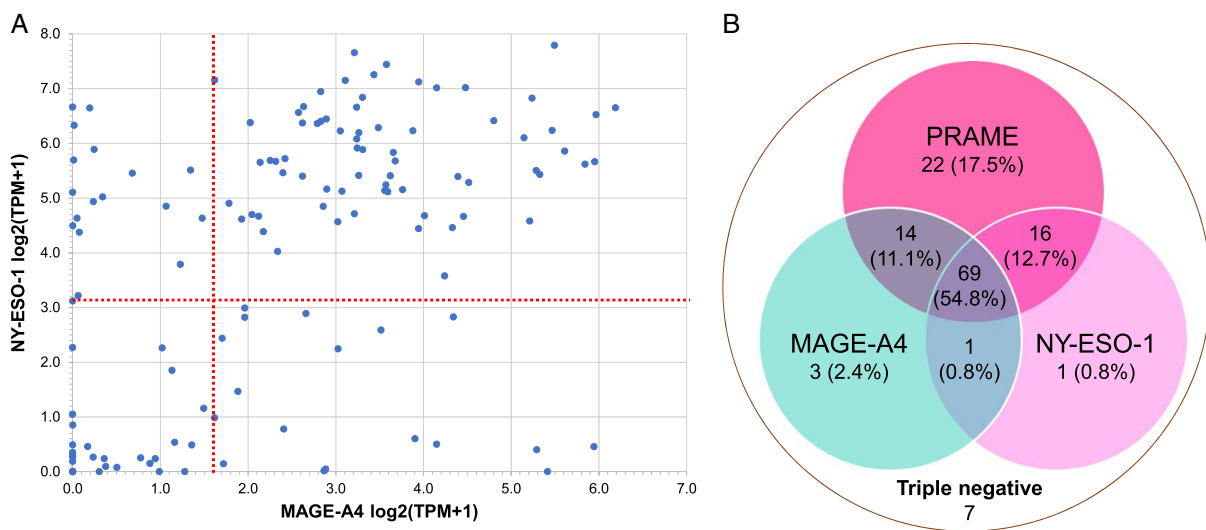 A
8.0
7.0
6.0
5.0
4.0
3.0
2.0
1.0
0.0
NY-ESO-1 log2(TPM+1)
0.0 1.0 2.0 3.0 4.0 5.0 6.0 7.0
MAGE-A4 log2(TPM+1)
B
PRAME
22 (17.5%)
14
(11.1%)
16
(12.7%)
69
(54.8%)
MAGE-A4
3 (2.4%)
1
(0.8%)
NY-ESO-1
1 (0.8%)
Triple negative
7